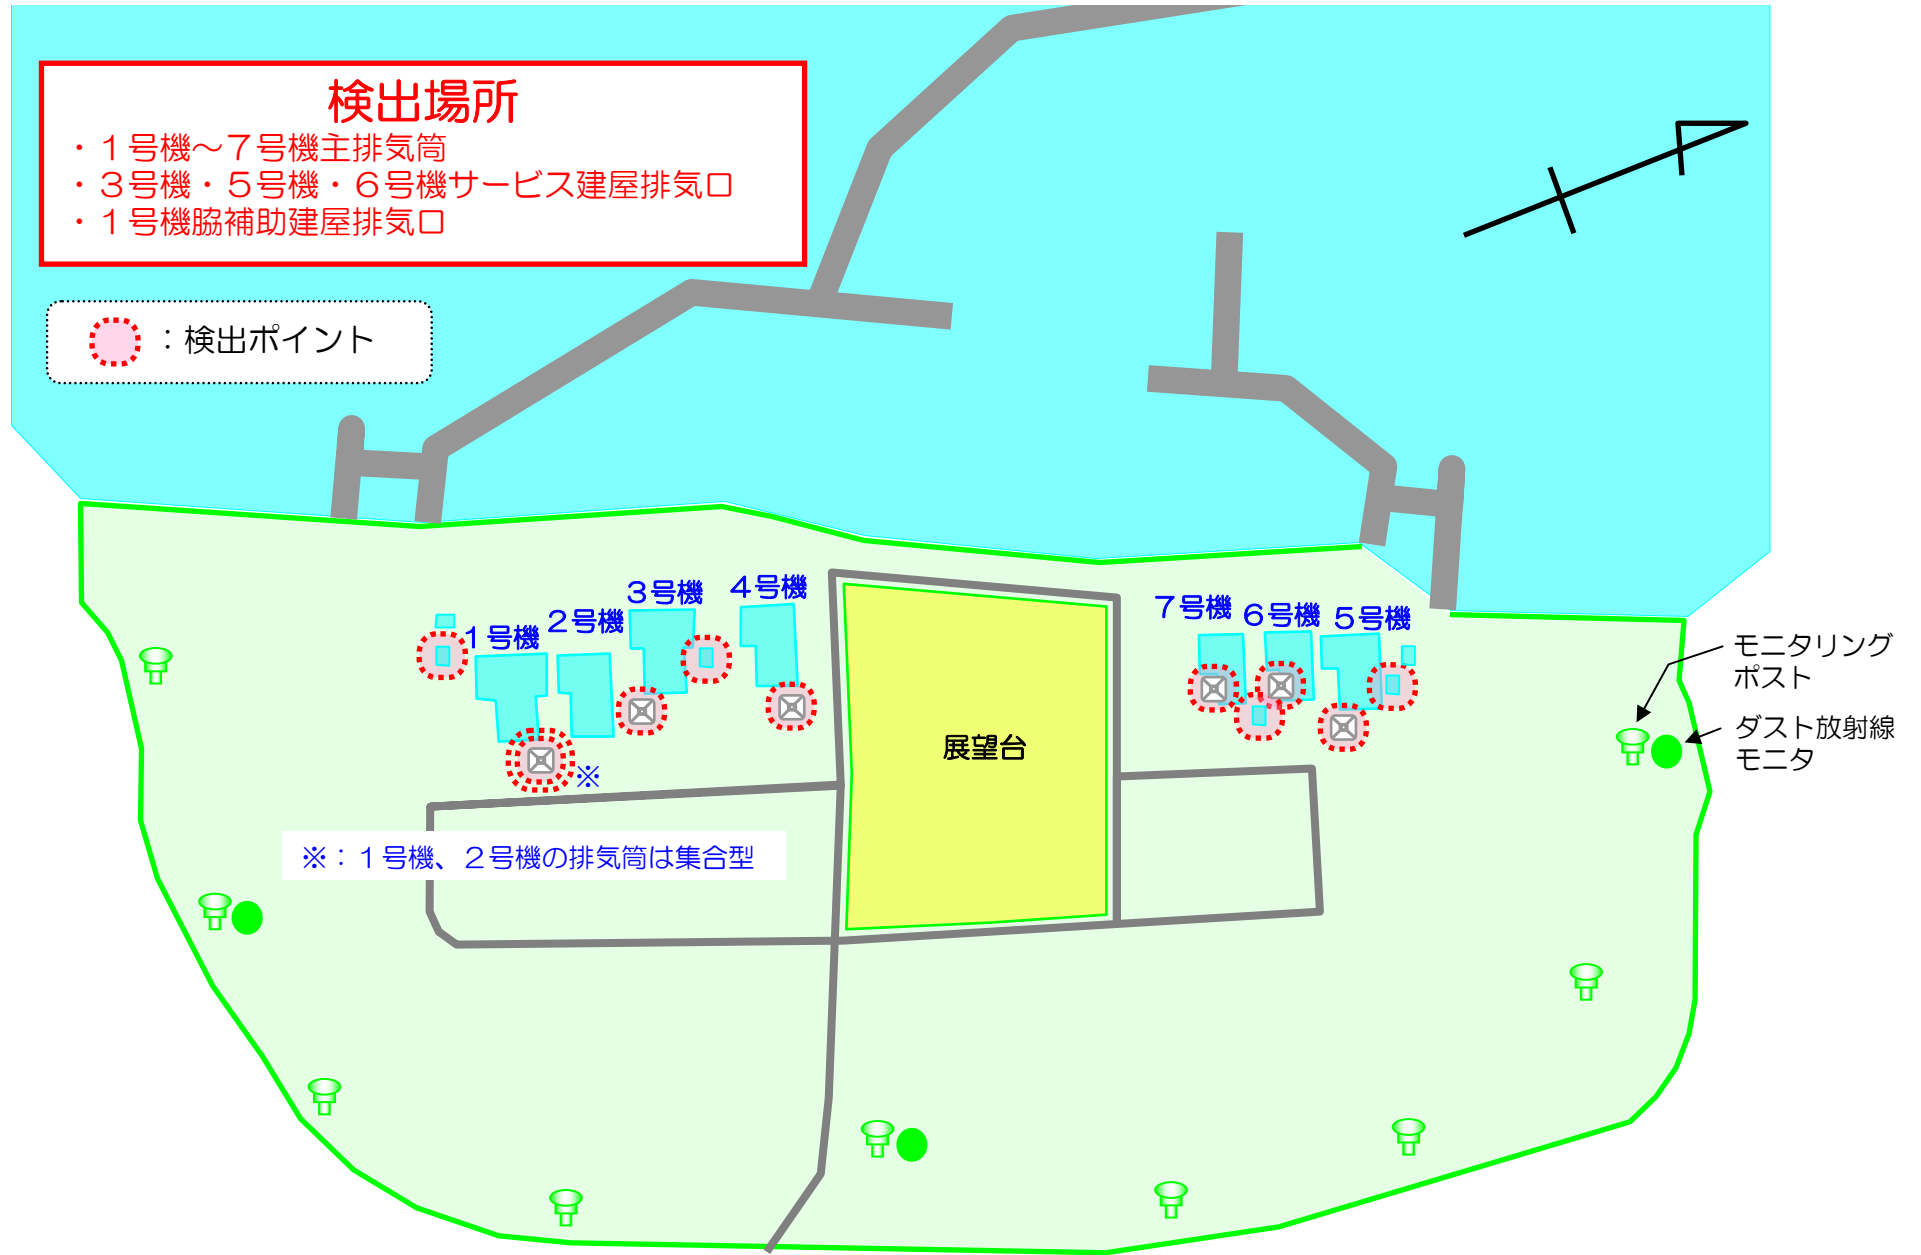 検出場所
・１号機～７号機主排気筒
・３号機・５号機・６号機サービス建屋排気口
・１号機脇補助建屋排気口
：検出ポイント
１号機
２号機
３号機
４号機
７号機
６号機
５号機
モニタリング
ポスト
ダスト放射線
モニタ
展望台
※
※：１号機、２号機の排気筒は集合型